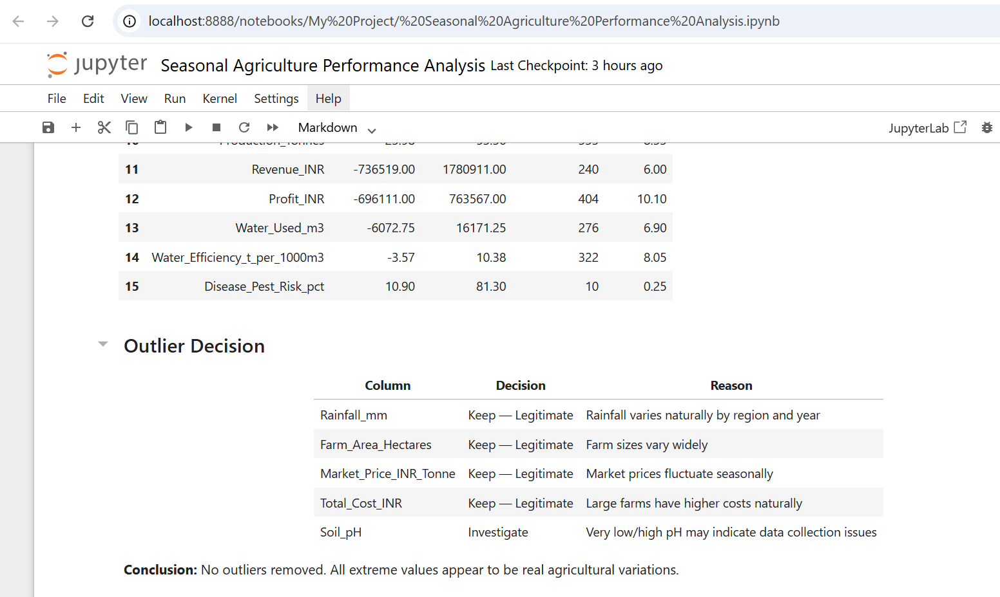 localhost:8888/notebooks/My%20Project/%20Seasonal%20Agriculture%20Performance%20Analysis.ipynb
jupyter Seasonal Agriculture Performance Analysis Last Checkpoint: 3 hours ago
File Edit View Run Kernel Settings Help
Markdown JupyterLab
11 Revenue_INR -736519.00 1780911.00 240 6.00
12 Profit_INR -696111.00 763567.00 404 10.10
13 Water_Used_m3 -6072.75 16171.25 276 6.90
14 Water_Efficiency_t_per_1000m3 -3.57 10.38 322 8.05
15 Disease_Pest_Risk_pct 10.90 81.30 10 0.25
Outlier Decision
Column Decision Reason
Rainfall_mm Keep — Legitimate Rainfall varies naturally by region and year
Farm_Area_Hectares Keep — Legitimate Farm sizes vary widely
Market_Price_INR_Tonne Keep — Legitimate Market prices fluctuate seasonally
Total_Cost_INR Keep — Legitimate Large farms have higher costs naturally
Soil_pH Investigate Very low/high pH may indicate data collection issues
Conclusion: No outliers removed. All extreme values appear to be real agricultural variations.